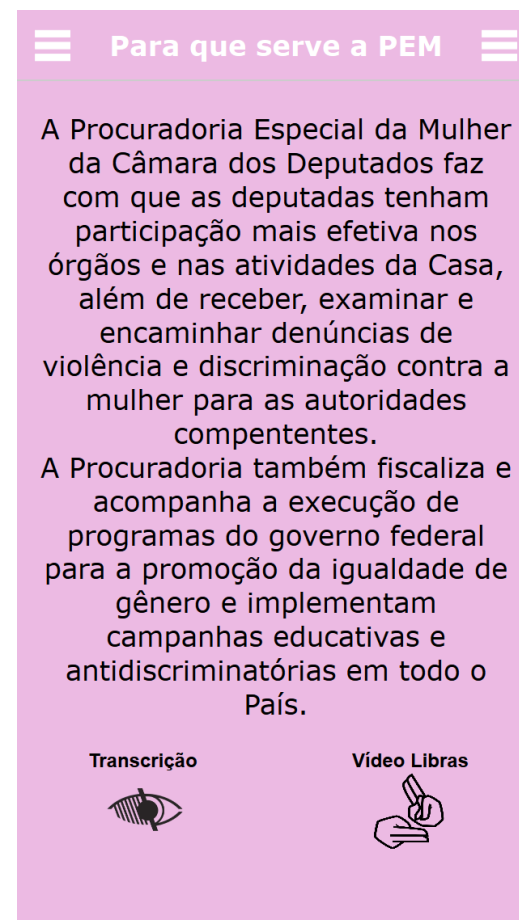 Para que serve a PEM
A Procuradoria Especial da Mulher
da Câmara dos Deputados faz
com que as deputadas tenham
participação mais efetiva nos
órgãos e nas atividades da Casa,
além de receber, examinar e
encaminhar denúncias de
violência e discriminação contra a
mulher para as autoridades
compententes.
A Procuradoria também fiscaliza e
acompanha a execução de
programas do governo federal
para a promoção da igualdade de
gênero e implementam
campanhas educativas e
antidiscriminatórias em todo o
País.
Transcrição
Vídeo Libras